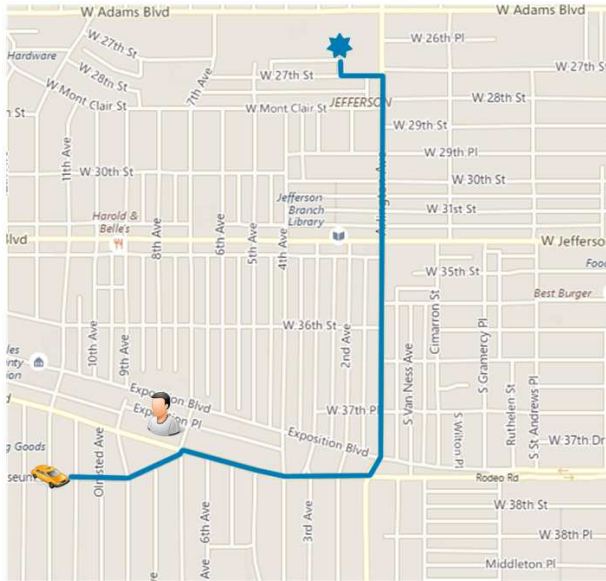 W Adams Blvd
W Adams Blvd
W 27th St
W 26th Pl
Hardware
W 28th St
7th Ave
W 27th St
W 27th S
W Mont Clair St
W Mont Clair St
JEFFERSON
W 28th St
W 29th St
11th Ave
W 29th Pl
W 30th St
W 30th St
Jefferson
Branch
Library
W 31st St
Harold &
Belle's
8th Ave
6th Ave
5th Ave
4th Ave
Blvd
W Jefferso
W 35th St
Foo
Best Burger
W 36th St
Cimarron St
S Gramercy Pl
10th Ave
9th Ave
2nd Ave
S Van Ness Ave
Ruthelen St
S St Andrews Pl
Exposition Blvd
Exposition Pl
W 37th Pl
S Wilton Pl
Exposition Blvd
W 37th Dr
Olmsted Ave
Rodeo Rd
6th Ave
3rd Ave
W 38th St
W 38th Pl
Middleton Pl